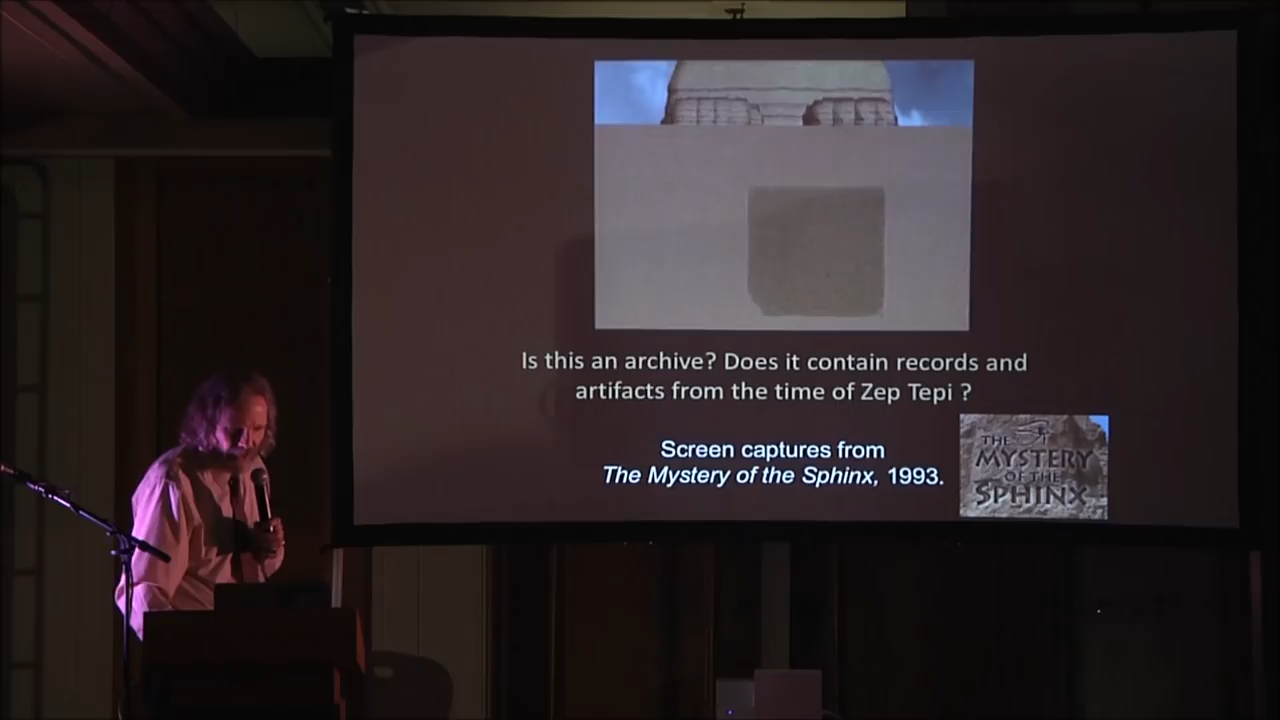 Is this an archive? Does it contain records and
artifacts from the time of Zep Tepi ?
Screen captures from
The Mystery of the Sphinx, 1993.
THE
MYSTERY
OF THE
SPHINX